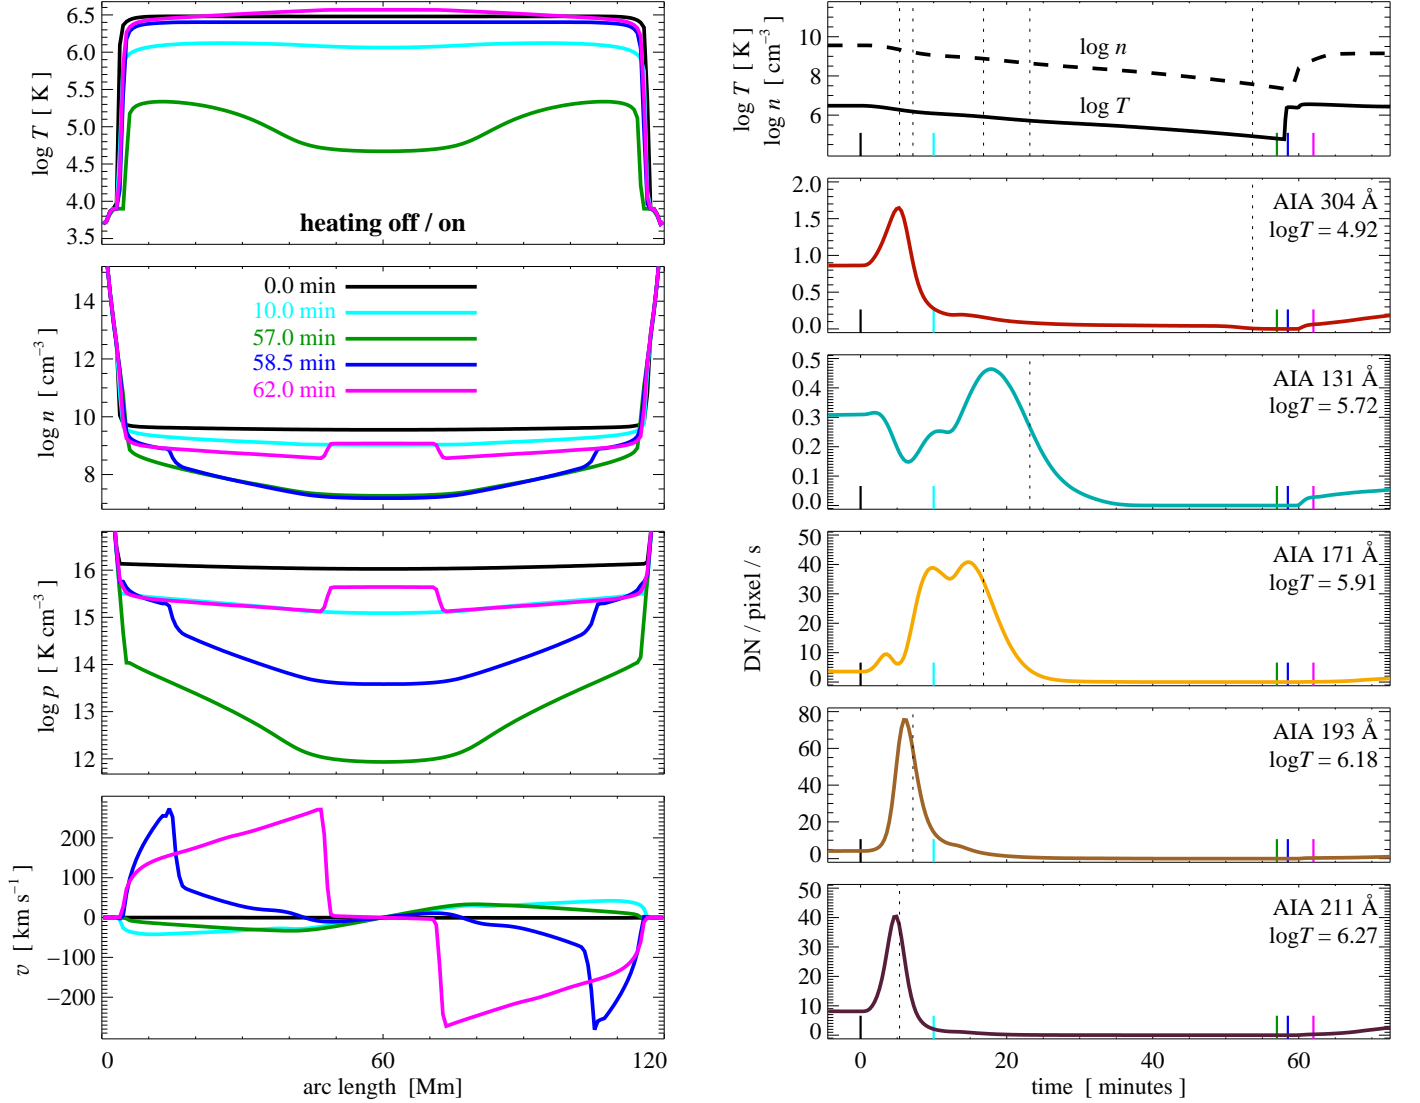 log T [ K ]
6.5
6.0
5.5
5.0
4.5
4.0
3.5
heating off / on
log n [ cm−3 ]
14
12
10
8
0.0 min
10.0 min
57.0 min
58.5 min
62.0 min
log p [ K cm−3 ]
16
15
14
13
12
v [ km s−1 ]
200
100
0
−100
−200
0
60
120
arc length [Mm]
log T [ K ]
log n [ cm−3 ]
10
8
6
log n
log T
2.0
1.5
1.0
0.5
0.0
AIA 304 Å
logT = 4.92
0.5
0.4
0.3
0.2
0.1
0.0
AIA 131 Å
logT = 5.72
DN / pixel / s
50
40
30
20
10
0
AIA 171 Å
logT = 5.91
80
60
40
20
0
AIA 193 Å
logT = 6.18
50
40
30
20
10
0
AIA 211 Å
logT = 6.27
0
20
40
60
time [ minutes ]